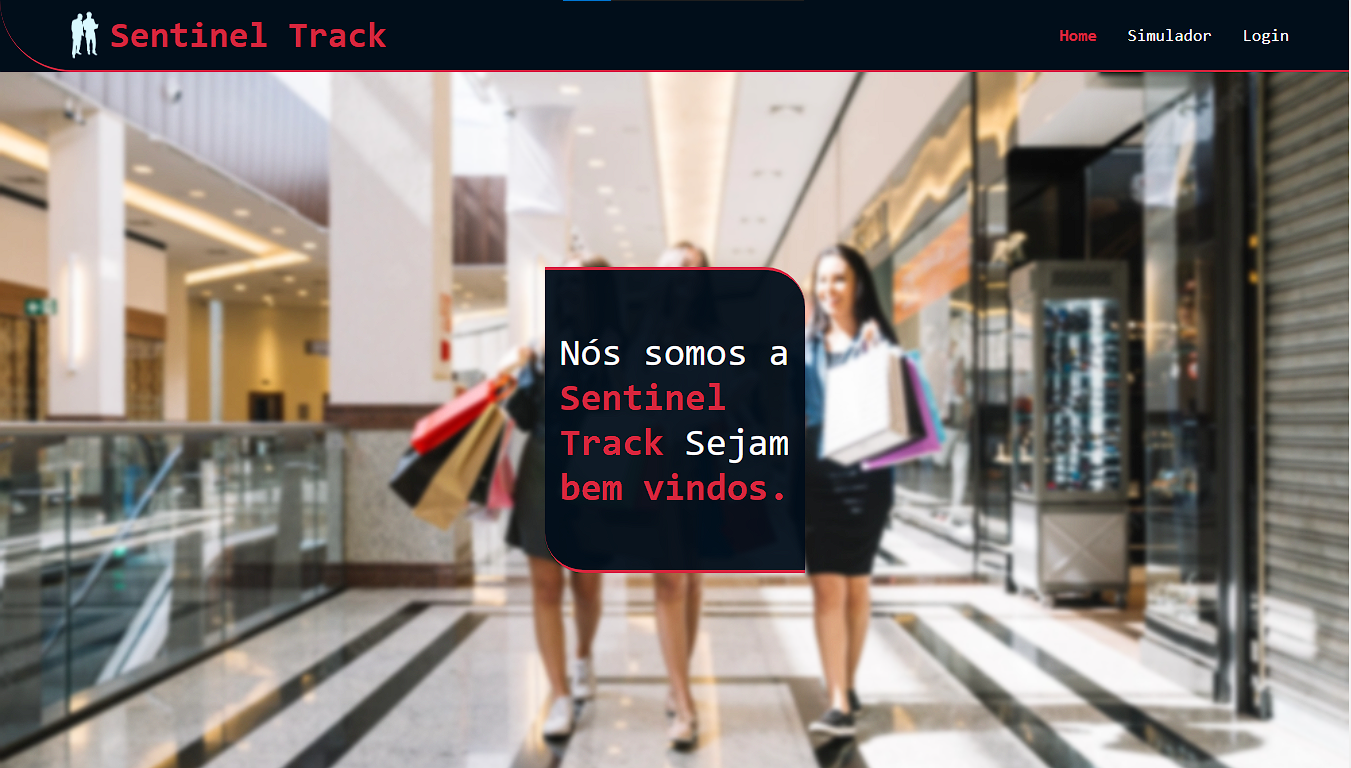 Sentinel Track
Home Simulador Login
Nós somos a
Sentinel
Track Sejam
bem vindos.